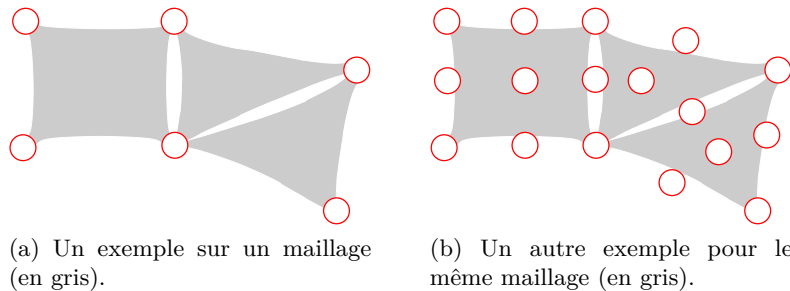 (a) Un exemple sur un maillage
(en gris).
(b) Un autre exemple pour le
même maillage (en gris).